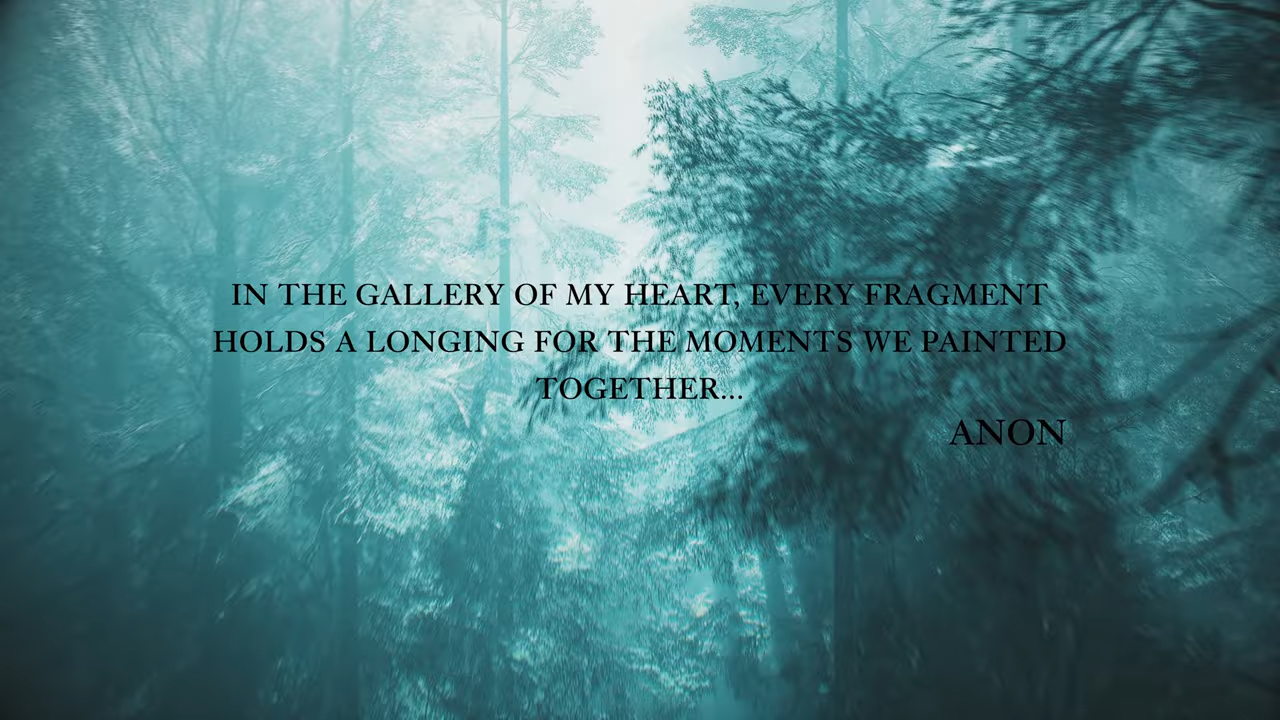 IN THE GALLERY OF MY HEART, EVERY FRAGMENT
HOLDS A LONGING FOR THE MOMENTS WE PAINTED
TOGETHER...
ANON